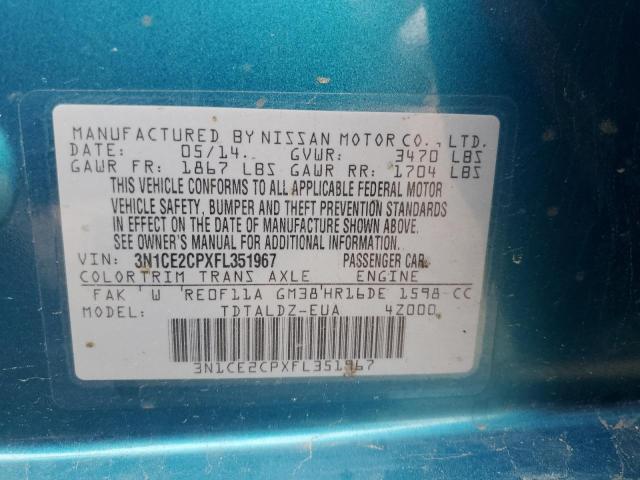 MANUFACTURED BY NISSAN MOTOR CO., LTD.
DATE: 05/14. GVWR: 3470 LBS
GAWR FR: 1867 LBS GAWR RR: 1704 LBS
THIS VEHICLE CONFORMS TO ALL APPLICABLE FEDERAL MOTOR
VEHICLE SAFETY, BUMPER AND THEFT PREVENTION STANDARDS
IN EFFECT ON THE DATE OF MANUFACTURE SHOWN ABOVE.
SEE OWNER'S MANUAL FOR ADDITIONAL INFORMATION.
VIN: 3N1CE2CPXFL351967 PASSENGER CAR.
COLORTRIM TRANS AXLE ENGINE
FAK W RE0F11A GM38 HR16DE 1598 CC
MODEL: TDTALDZ-EUA 4Z000
3N1CE2CPXFL351967